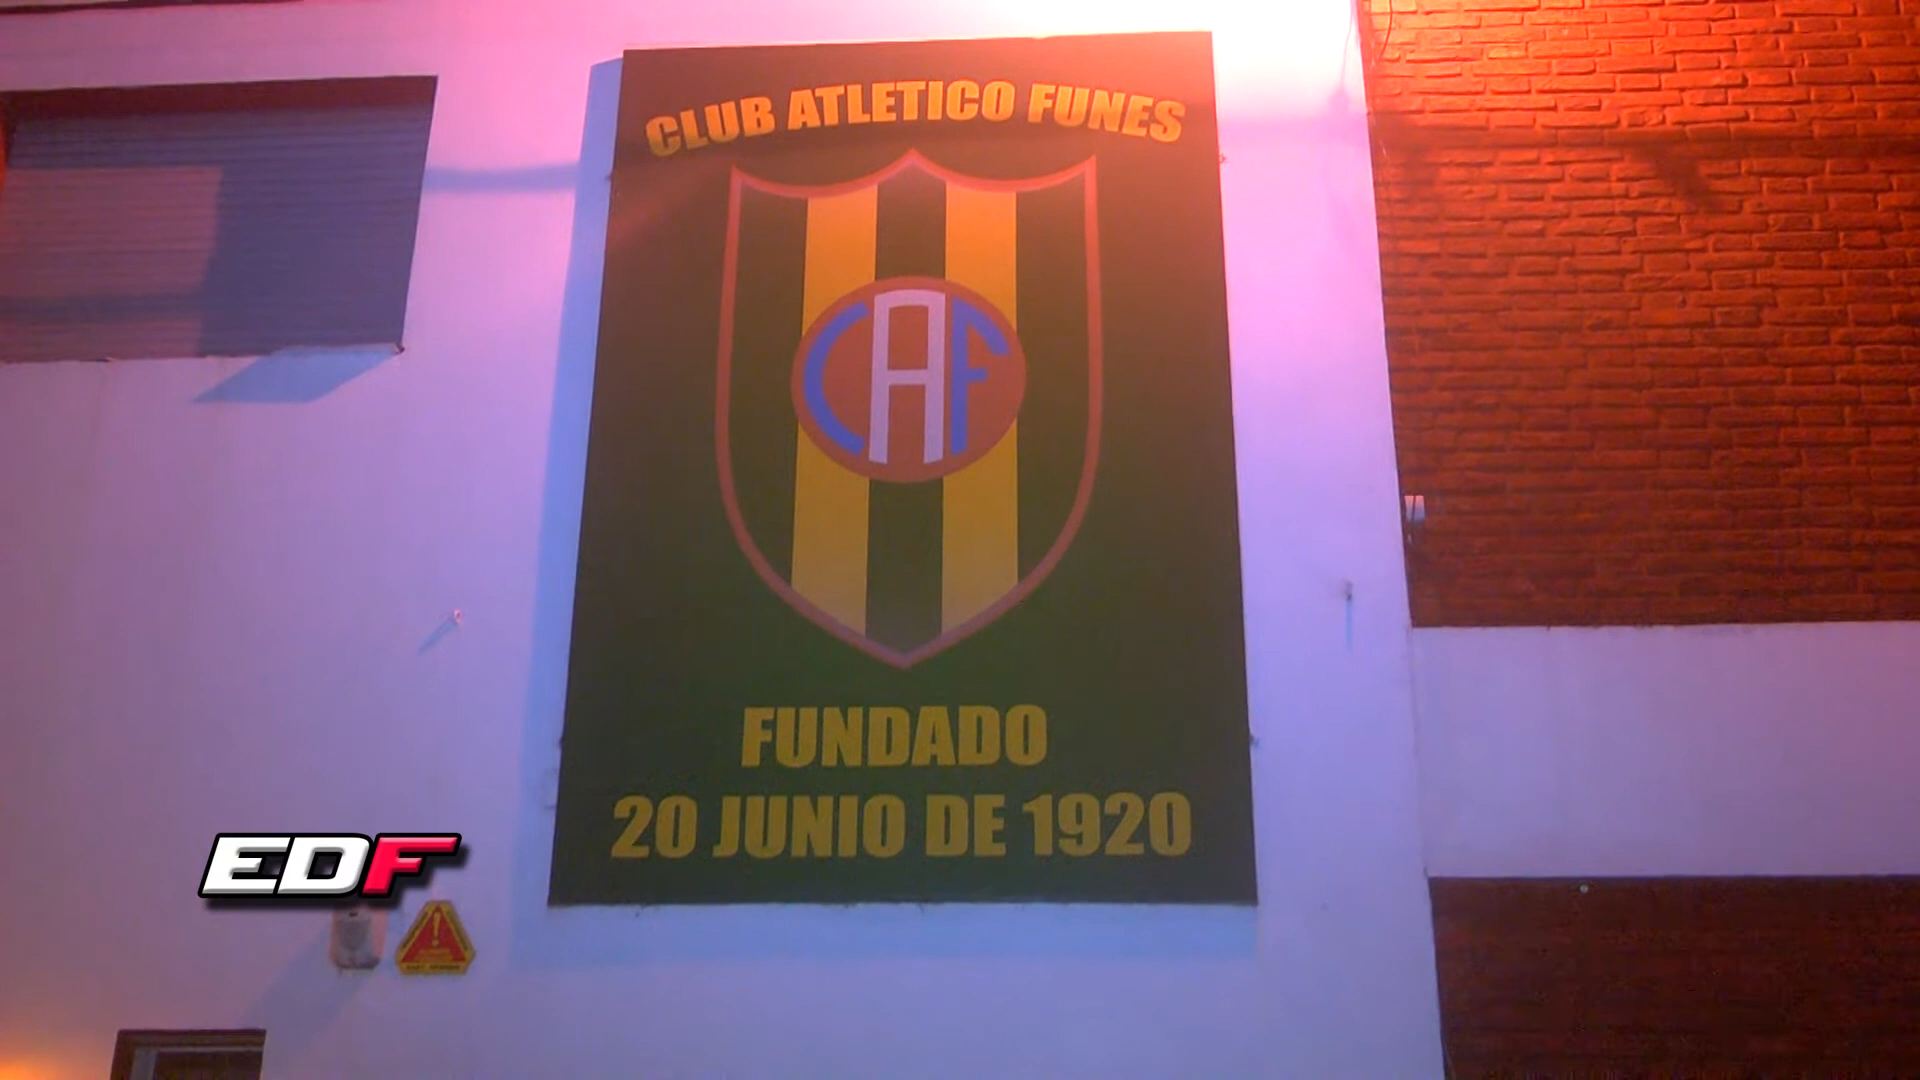 CLUB ATLETICO FUNES
CAF
FUNDADO
20 JUNIO DE 1920
EDF